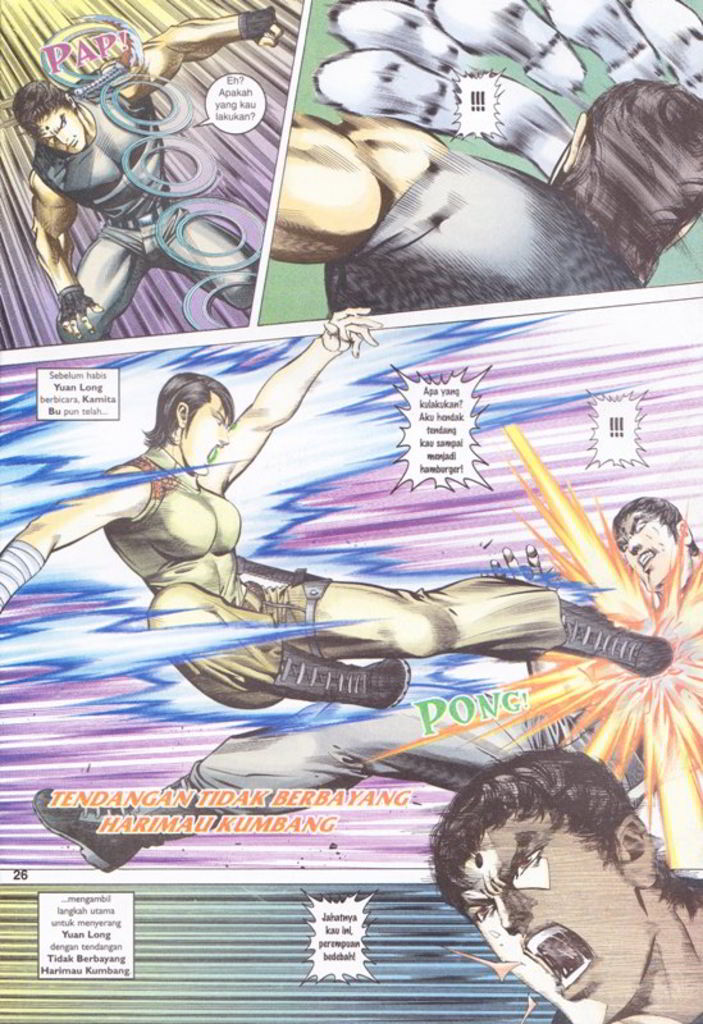 PAP!
Eh?
Apakah
yang kau
lakukan?
!!!
Sebelum habis
Yuan Long
berbicara, Kamita
Bu pun telah...
Apa yang
kulakukan?
Aku hendak
tendang
kau sampai
menjadi
hamburger!
!!!
PONG!
TENDANGAN TIDAK BERBAYANG
HARIMAU KUMBANG
26
...mengambil
langkah utama
untuk menyerang
Yuan Long
dengan tendangan
Tidak Berbayang
Harimau Kumbang
Jahatnya
kau ini,
perempuan
bedebah!